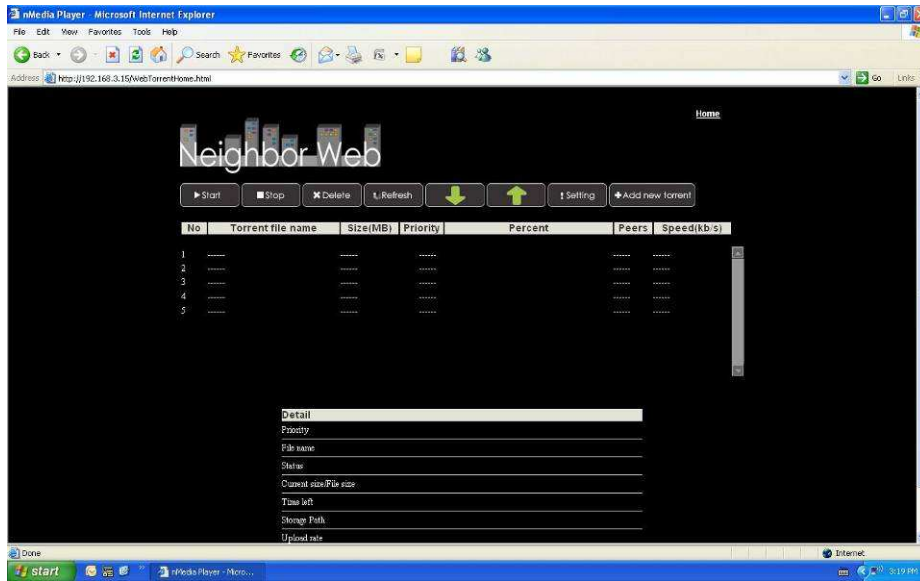 nMedia Player - Microsoft Internet Explorer
File Edit View Favorites Tools Help
Back Search Favorites
Address http://192.168.3.15/WebTorrentHome.html Go Links
Home
Neighbor Web
Start Stop Delete Refresh Setting Add new torrent
No Torrent file name Size(MB) Priority Percent Peers Speed(kb/s)
1 ------ ------ ------ ------ ------
2 ------ ------ ------ ------ ------
3 ------ ------ ------ ------ ------
4 ------ ------ ------ ------ ------
5 ------ ------ ------ ------ ------
Detail
Priority
File name
Status
Current size/File size
Time left
Storage Path
Upload rate
Done Internet
start nMedia Player - Micro... 3:19 PM